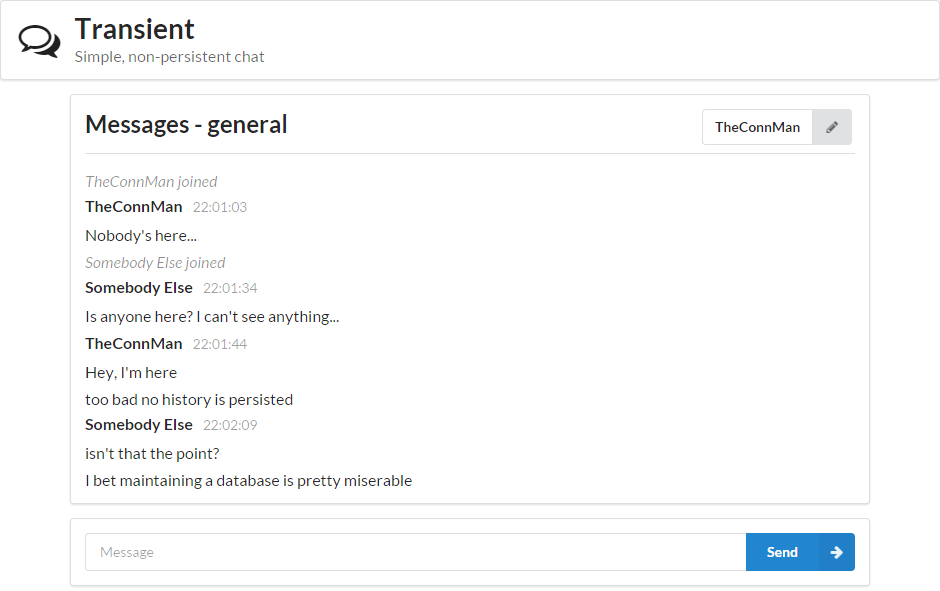 Transient
Simple, non-persistent chat
Messages - general
TheConnMan
TheConnMan joined
TheConnMan 22:01:03
Nobody's here...
Somebody Else joined
Somebody Else 22:01:34
Is anyone here? I can't see anything...
TheConnMan 22:01:44
Hey, I'm here
too bad no history is persisted
Somebody Else 22:02:09
isn't that the point?
I bet maintaining a database is pretty miserable
Message
Send